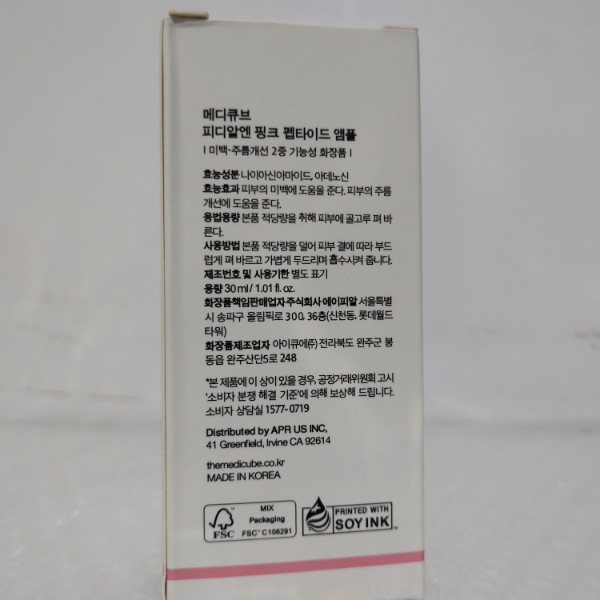 메디큐브
피디알엔 핑크 펩타이드 앰플
| 미백·주름개선 2중 기능성 화장품 |
효능성분 나이아신아마이드, 아데노신
효능효과 피부의 미백에 도움을 준다. 피부의 주름
개선에 도움을 준다.
용법용량 본품 적당량을 취해 피부에 골고루 펴 바
른다.
사용방법 본품 적당량을 덜어 피부 결에 따라 부드
럽게 펴 바르고 가볍게 두드리며 흡수시켜 줍니다.
제조번호 및 사용기한 별도 표기
용량 30 ml / 1.01 fl. oz.
화장품책임판매업자 주식회사 에이피알 서울특별
시 송파구 올림픽로 300, 36층(신천동, 롯데월드
타워)
화장품제조업자 아이큐어㈜ 전라북도 완주군 봉
동읍 완주산단5로 248
*본 제품에 이상이 있을 경우, 공정거래위원회 고시
'소비자 분쟁 해결 기준'에 의해 보상해 드립니다.
소비자 상담실 1577-0719
Distributed by APR US INC,
41 Greenfield, Irvine CA 92614
themedicube.co.kr
MADE IN KOREA
MIX
Packaging
FSC™ C106291
FSC™
PRINTED WITH
SOY INK™